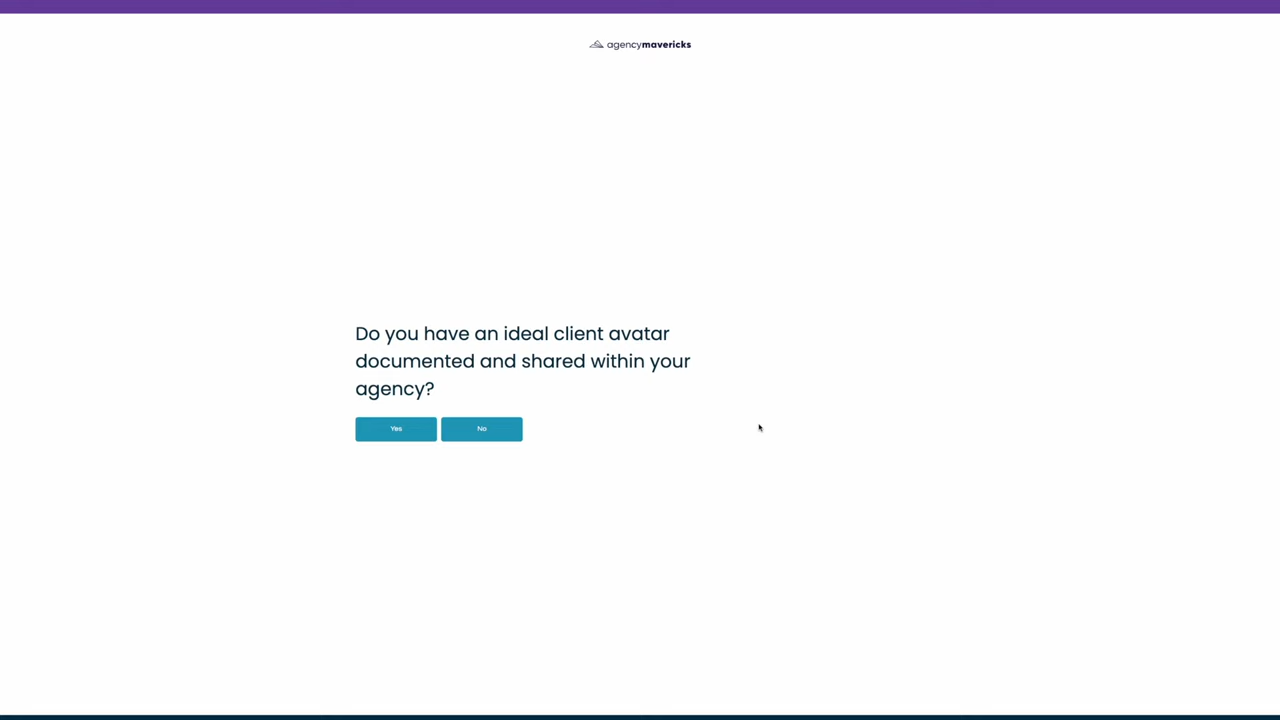 agencymavericks
Do you have an ideal client avatar
documented and shared within your
agency?
Yes
No